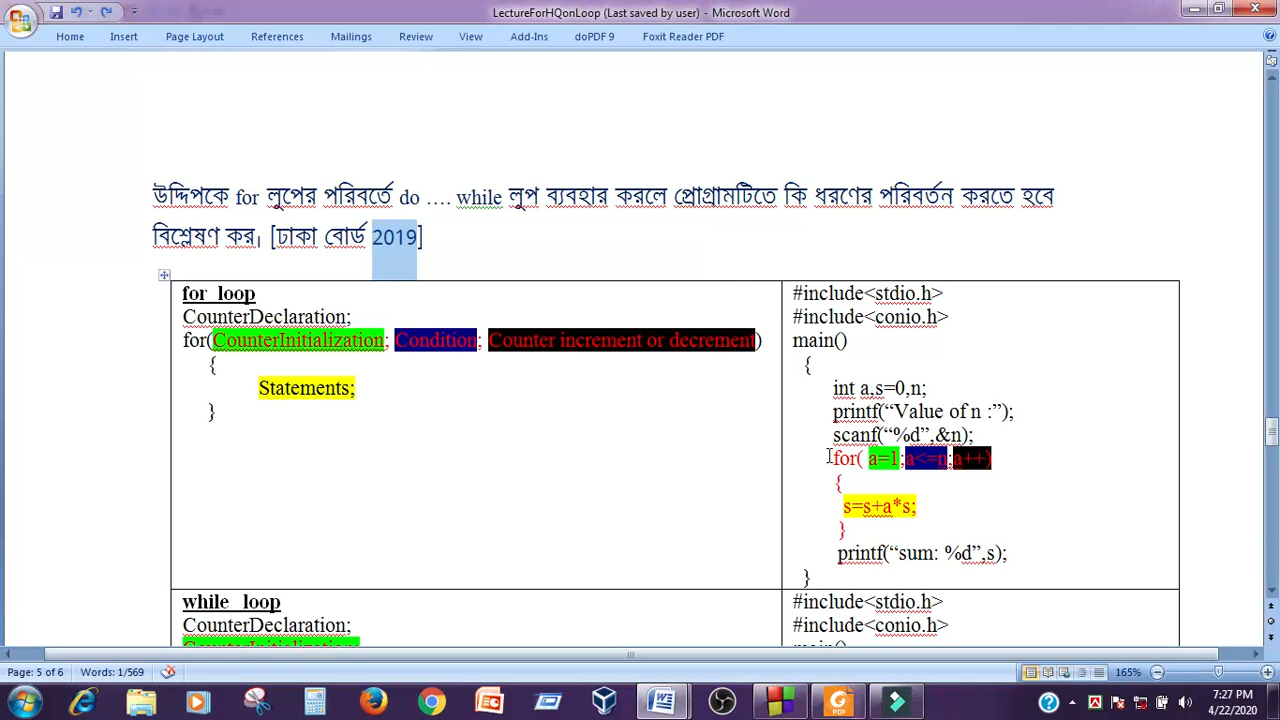 LectureForHQonLoop (Last saved by user) - Microsoft Word
Home Insert Page Layout References Mailings Review View Add-Ins doPDF 9 Foxit Reader PDF
উদ্দিপকে for লুপের পরিবর্তে do …. while লুপ ব্যবহার করলে প্রোগ্রামটিতে কি ধরণের পরিবর্তন করতে হবে
বিশ্লেষণ কর। [ঢাকা বোর্ড 2019]
for loop
CounterDeclaration;
for(CounterInitialization; Condition; Counter increment or decrement)
{
Statements;
}
#include<stdio.h>
#include<conio.h>
main()
{
int a,s=0,n;
printf(“Value of n :”);
scanf(“%d”,&n);
for( a=1;a<=n;a++)
{
s=s+a*s;
}
printf(“sum: %d”,s);
}
while loop
CounterDeclaration;
#include<stdio.h>
#include<conio.h>
Page: 5 of 6 Words: 1/569 165%
7:27 PM
4/22/2020